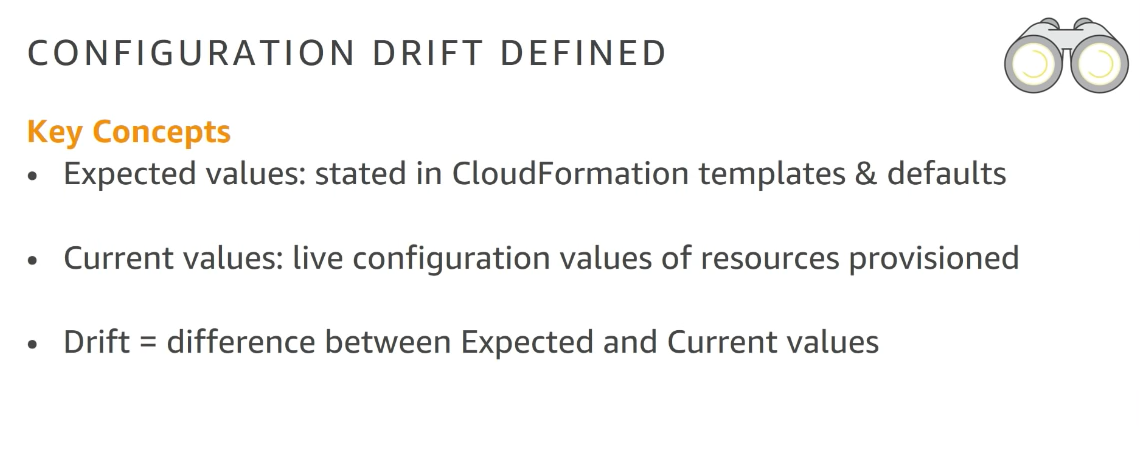 CONFIGURATION DRIFT DEFINED
Key Concepts
• Expected values: stated in CloudFormation templates & defaults
• Current values: live configuration values of resources provisioned
• Drift = difference between Expected and Current values